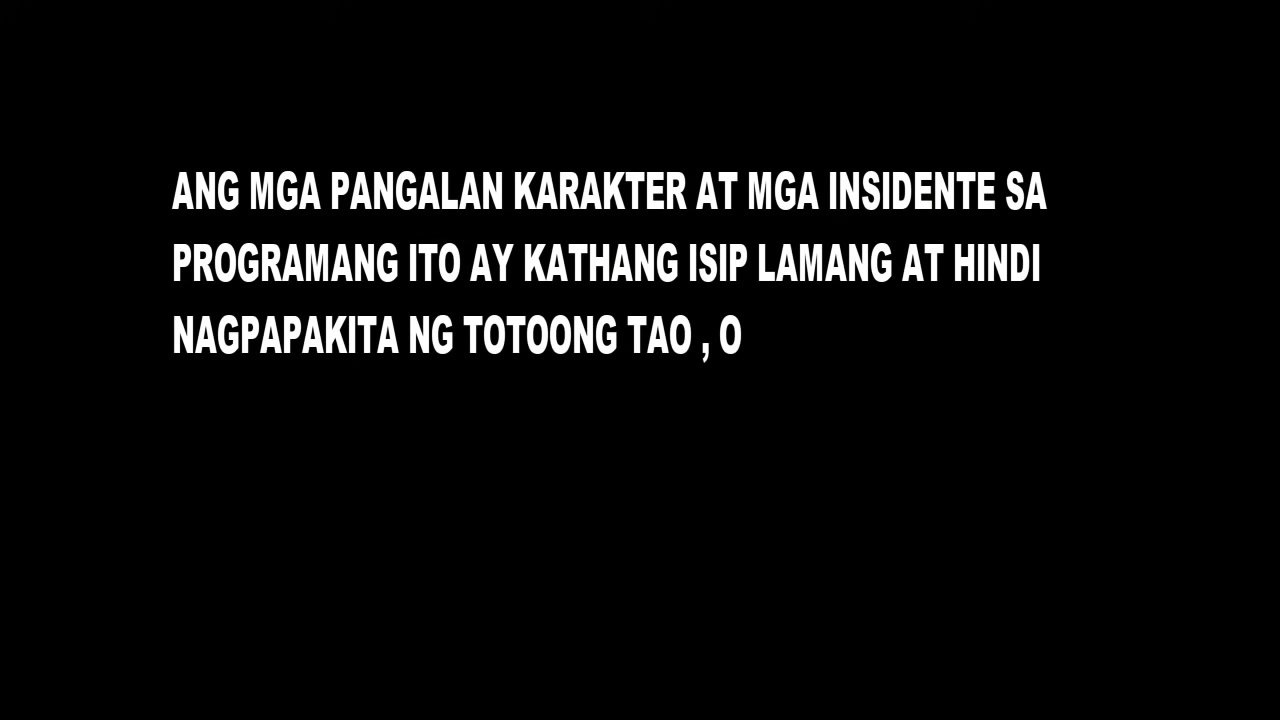 ANG MGA PANGALAN KARAKTER AT MGA INSIDENTE SA
PROGRAMANG ITO AY KATHANG ISIP LAMANG AT HINDI
NAGPAPAKITA NG TOTOONG TAO , O